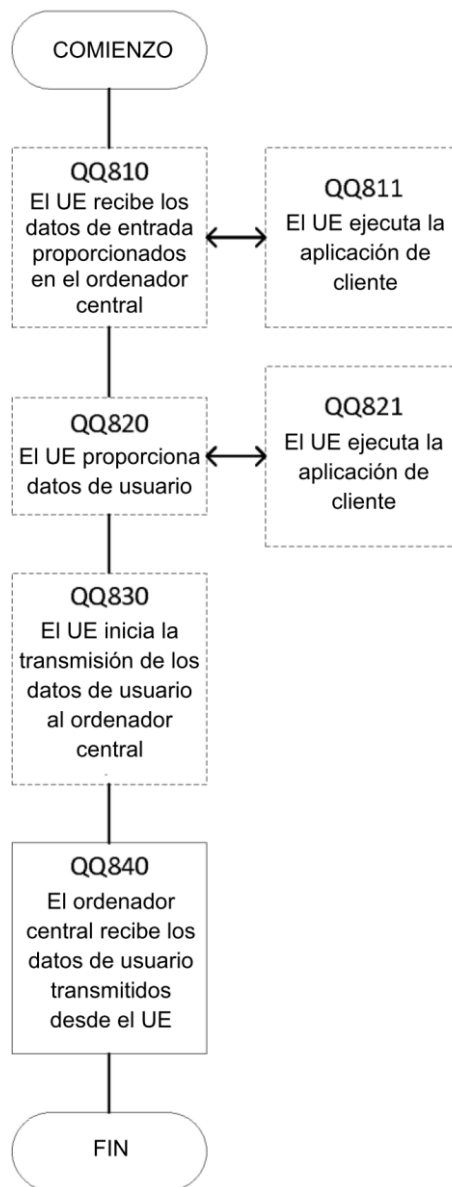 COMIENZO
QQ810
El UE recibe los
datos de entrada
proporcionados
en el ordenador
central
QQ811
El UE ejecuta la
aplicación de
cliente
QQ820
El UE proporciona
datos de usuario
QQ821
El UE ejecuta la
aplicación de
cliente
QQ830
El UE inicia la
transmisión de los
datos de usuario
al ordenador
central
QQ840
El ordenador
central recibe los
datos de usuario
transmitidos
desde el UE
FIN